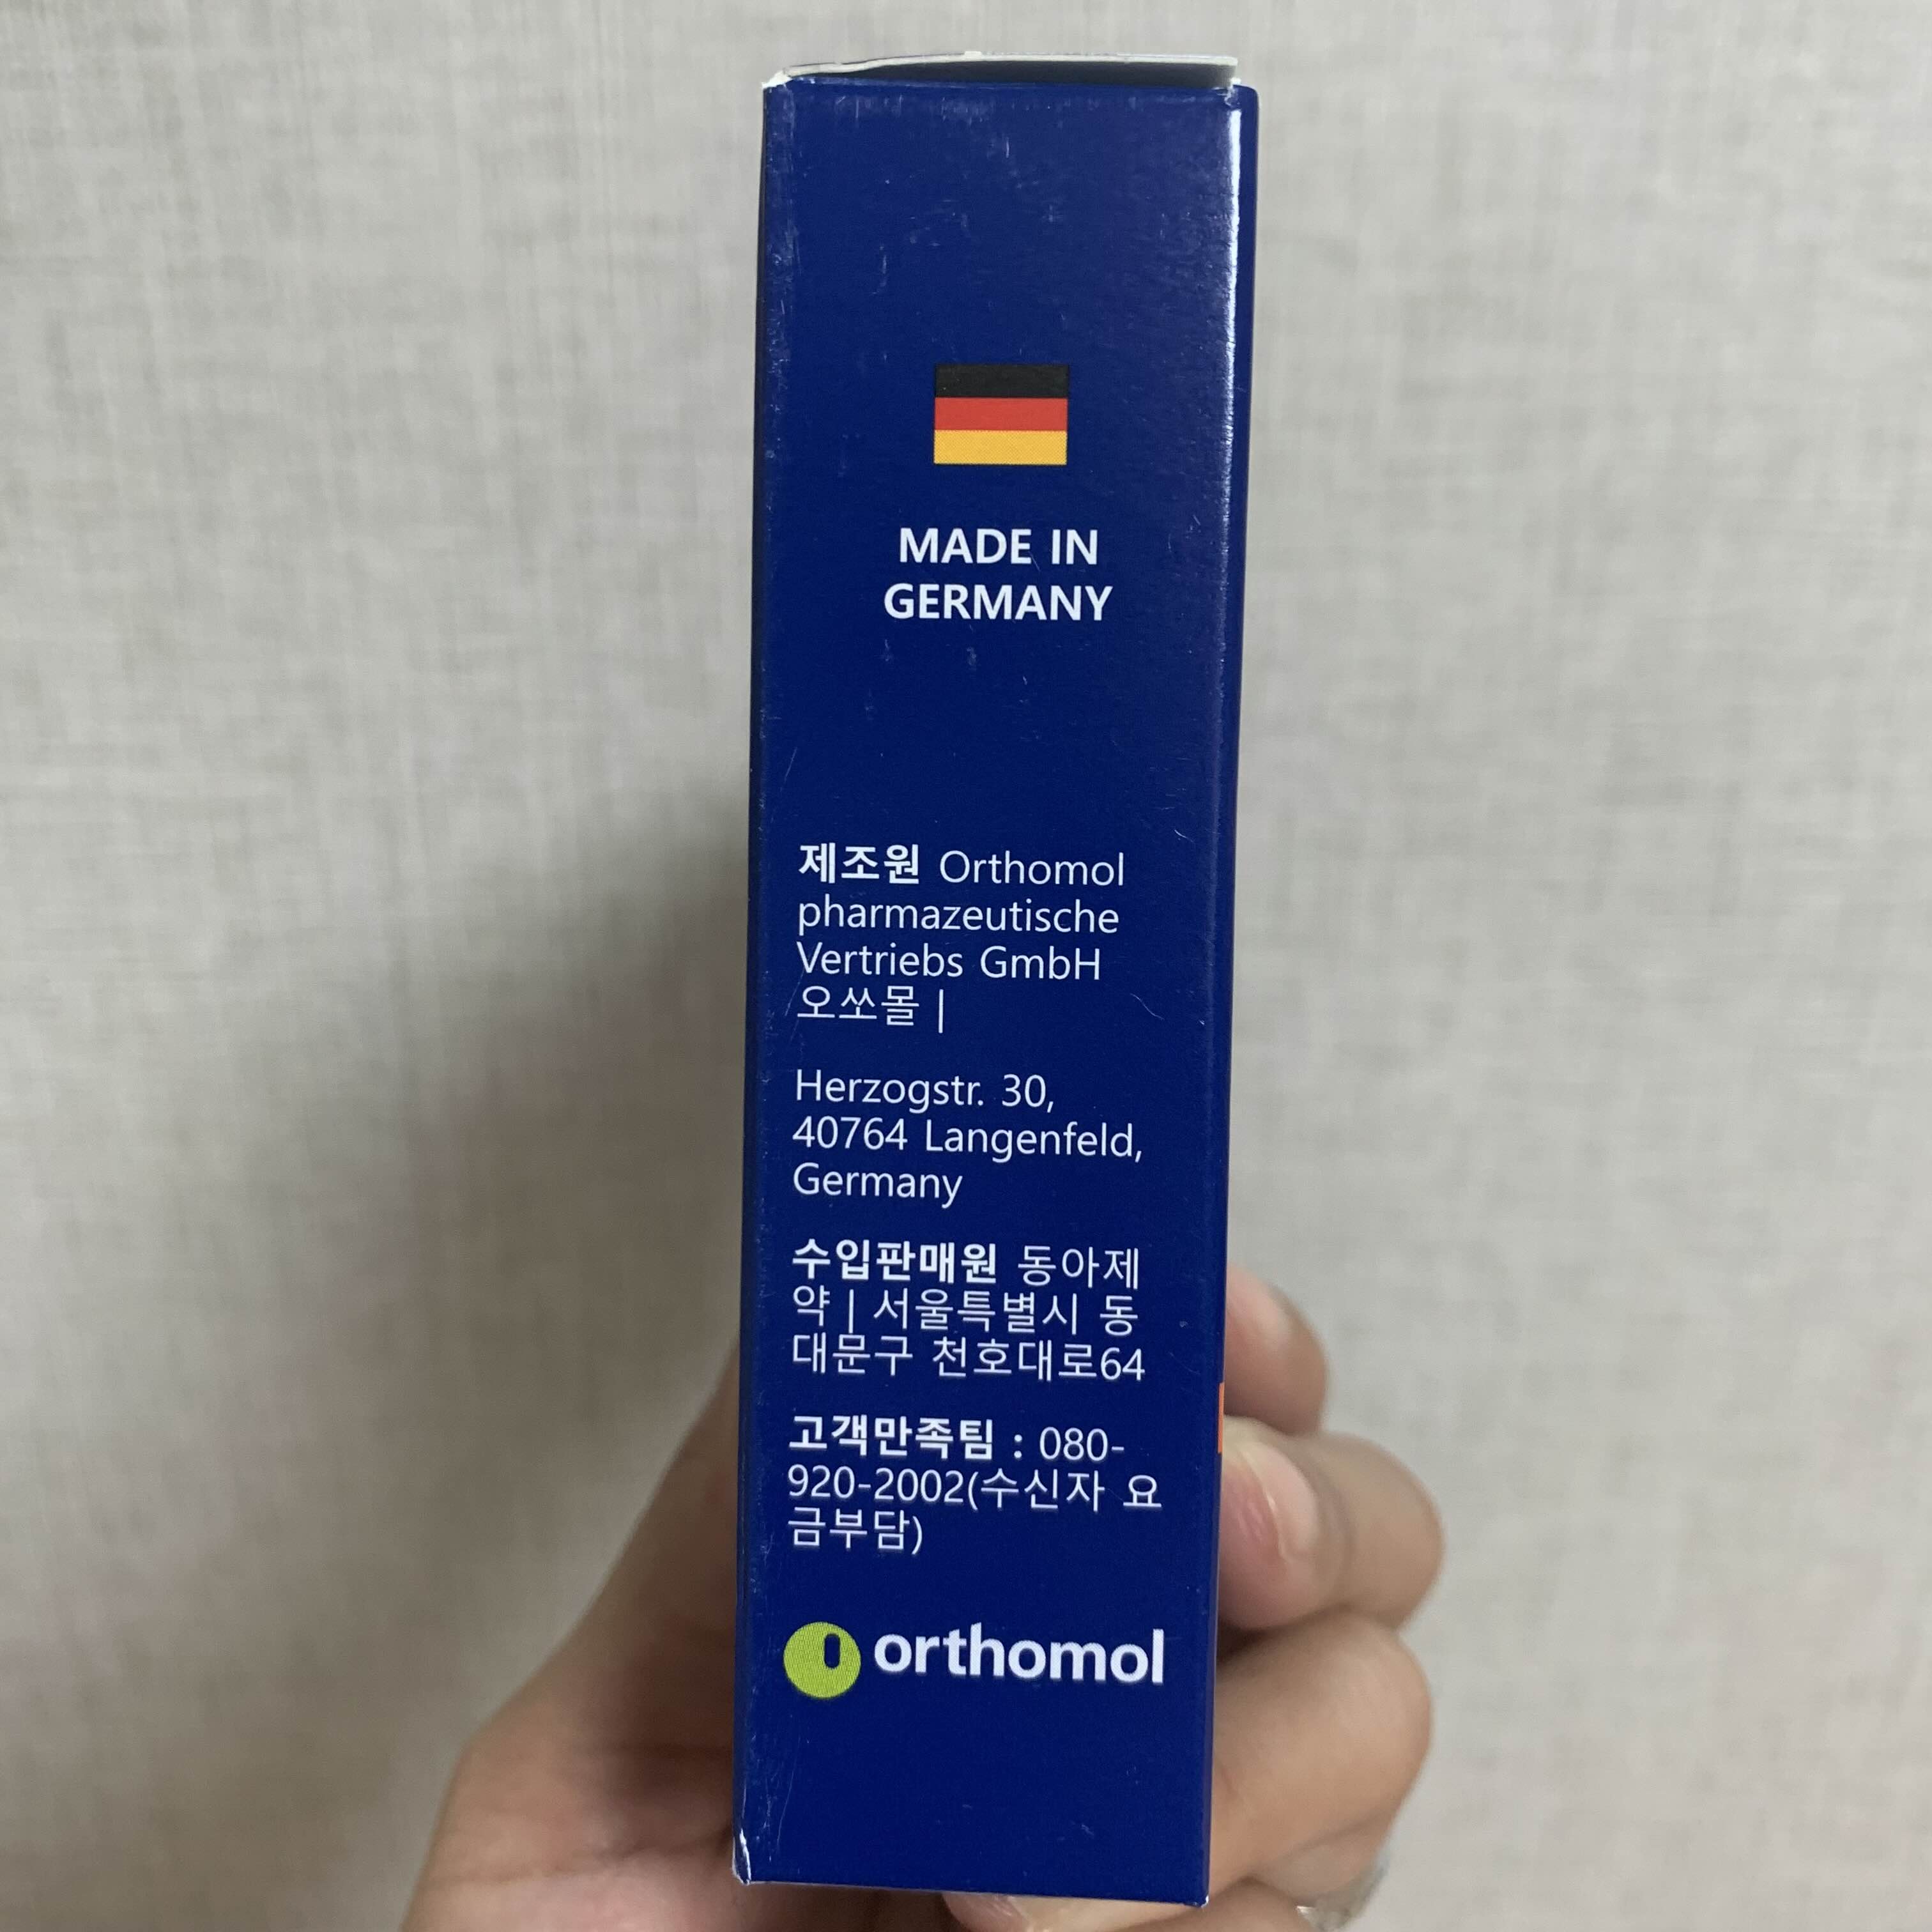 MADE IN
GERMANY
제조원 Orthomol
pharmazeutische
Vertriebs GmbH
오쏘몰 |
Herzogstr. 30,
40764 Langenfeld,
Germany
수입판매원 동아제
약 | 서울특별시 동
대문구 천호대로64
고객만족팀 : 080-
920-2002(수신자 요
금부담)
orthomol